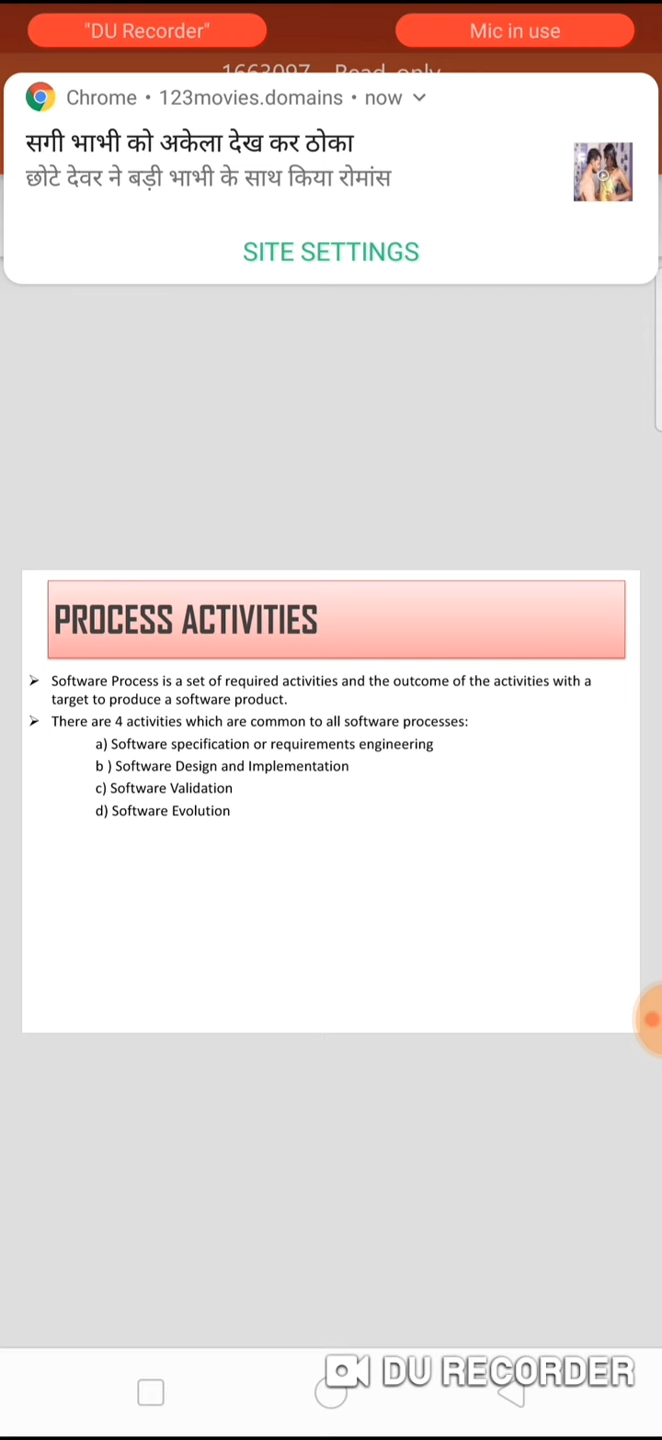 "DU Recorder" Mic in use
1663097 - Read-only
Chrome • 123movies.domains • now
सगी भाभी को अकेला देख कर ठोका
छोटे देवर ने बड़ी भाभी के साथ किया रोमांस
SITE SETTINGS
PROCESS ACTIVITIES
➢ Software Process is a set of required activities and the outcome of the activities with a
target to produce a software product.
➢ There are 4 activities which are common to all software processes:
a) Software specification or requirements engineering
b ) Software Design and Implementation
c) Software Validation
d) Software Evolution
DU RECORDER